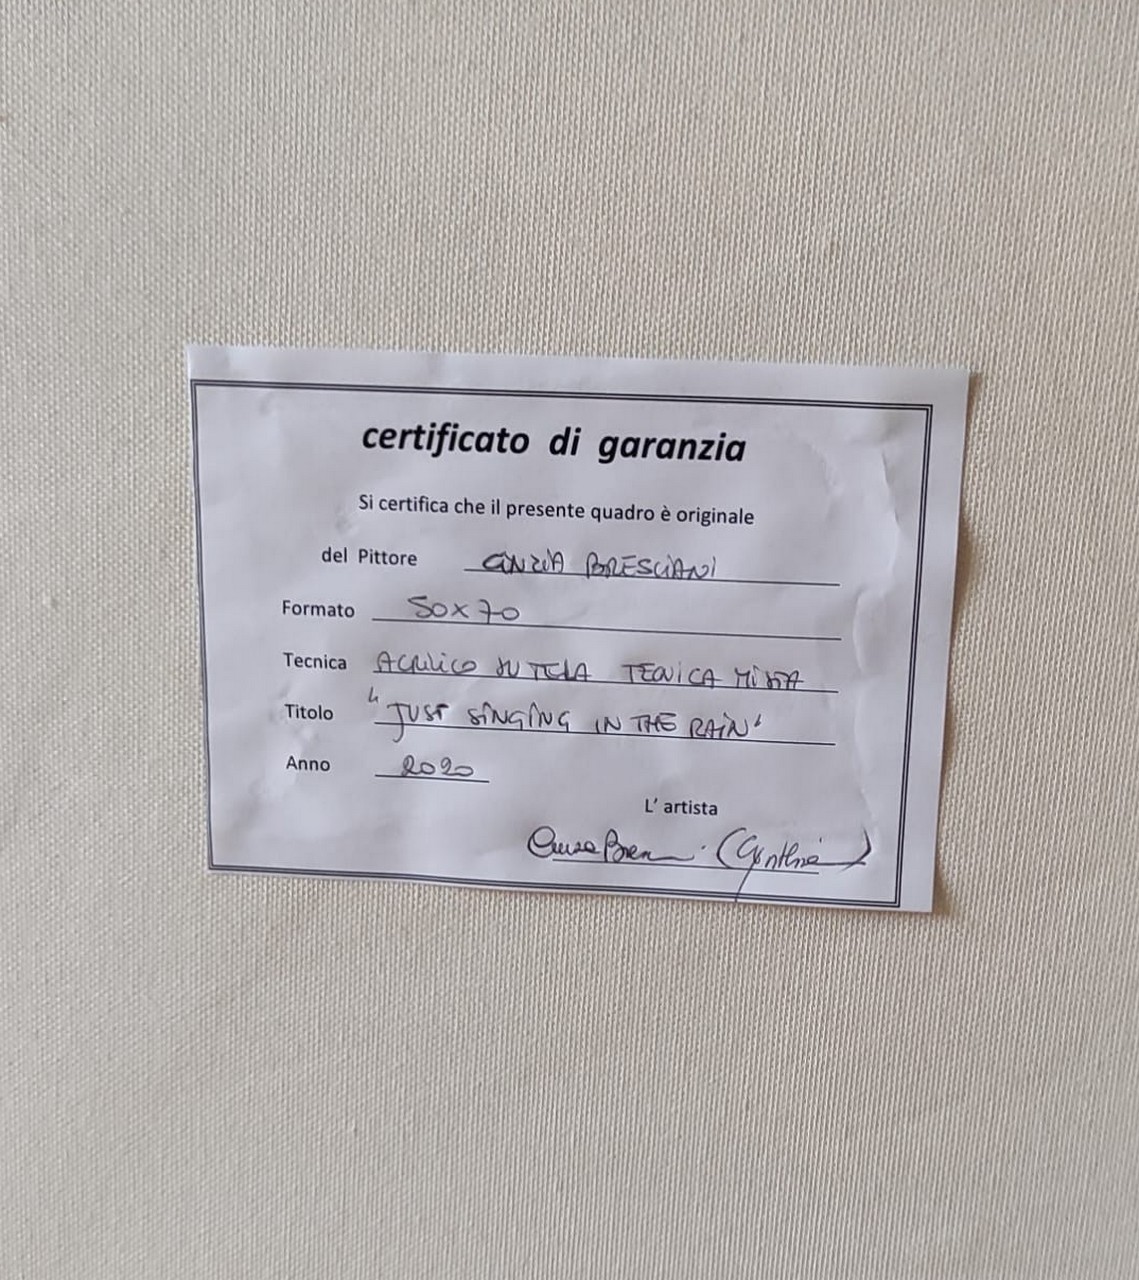 certificato di garanzia
Si certifica che il presente quadro è originale
del Pittore CINZIA BRESCIANI
Formato 50x70
Tecnica ACRILICO SU TELA TECNICA MISTA
Titolo "JUST SINGING IN THE RAIN"
Anno 2020
L' artista
(Cynthia)